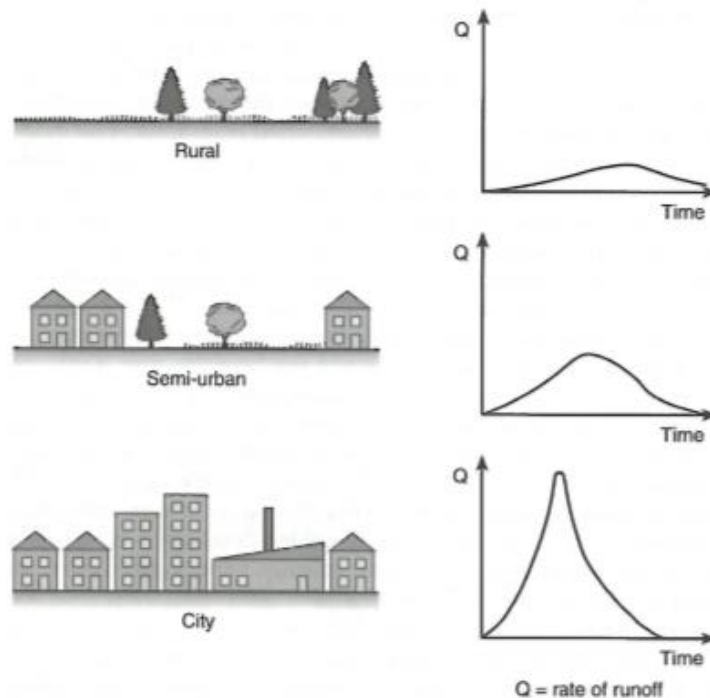 Q
Rural
Time
Q
Semi-urban
Time
Q
City
Time
Q = rate of runoff